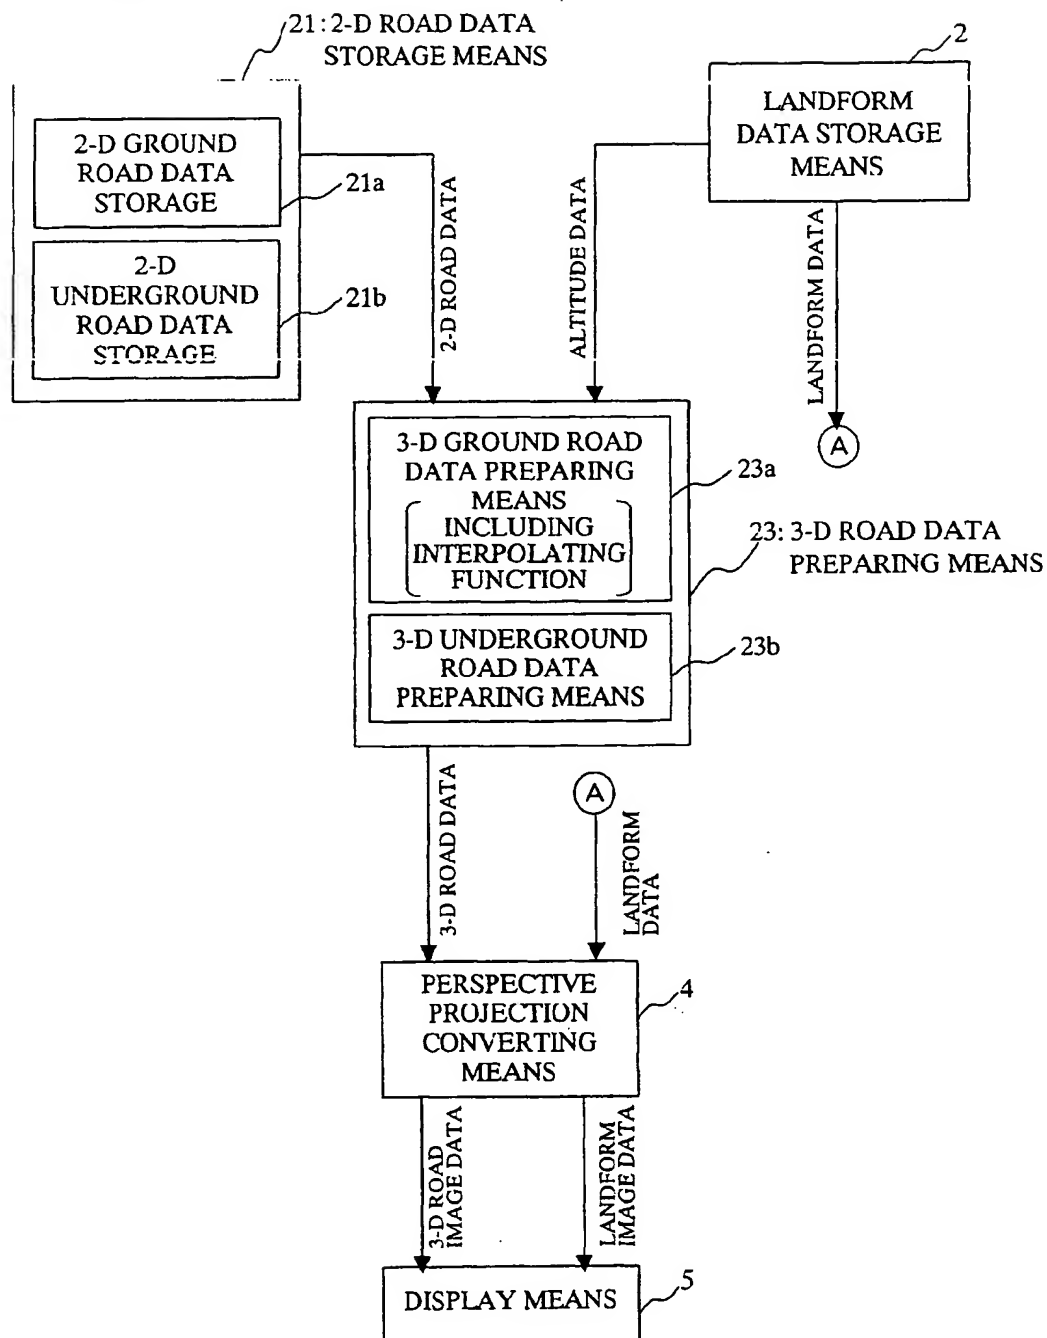 21: 2-D ROAD DATA
STORAGE MEANS
2-D GROUND
ROAD DATA
STORAGE
21a
2-D
UNDERGROUND
ROAD DATA
STORAGE
21b
2
LANDFORM
DATA STORAGE
MEANS
2-D ROAD DATA
ALTITUDE DATA
LANDFORM DATA
A
3-D GROUND ROAD
DATA PREPARING
MEANS
INCLUDING
INTERPOLATING
FUNCTION
23a
23: 3-D ROAD DATA
PREPARING MEANS
3-D UNDERGROUND
ROAD DATA
PREPARING MEANS
23b
3-D ROAD DATA
A
LANDFORM
DATA
PERSPECTIVE
PROJECTION
CONVERTING
MEANS
4
3-D ROAD
IMAGE DATA
LANDFORM
IMAGE DATA
DISPLAY MEANS
5